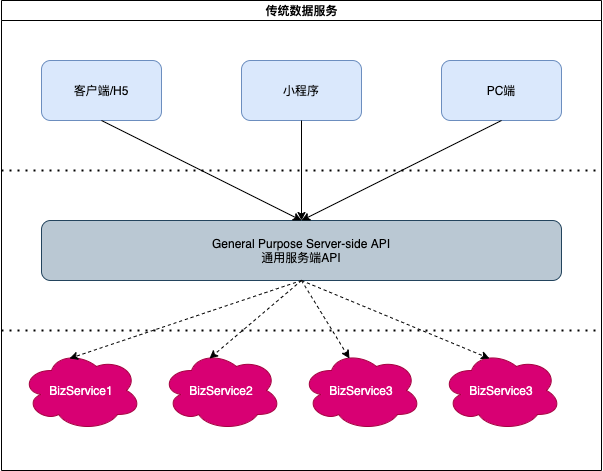 传统数据服务
客户端/H5
小程序
PC端
General Purpose Server-side API
通用服务端API
BizService1
BizService2
BizService3
BizService3